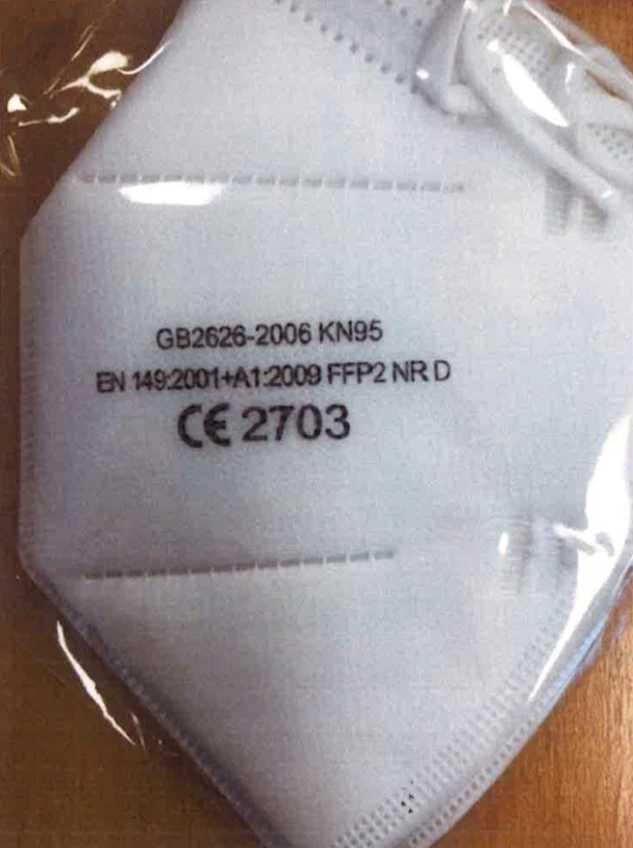 GB2626-2006 KN95
EN 149:2001+A1:2009 FFP2 NR D
CE 2703